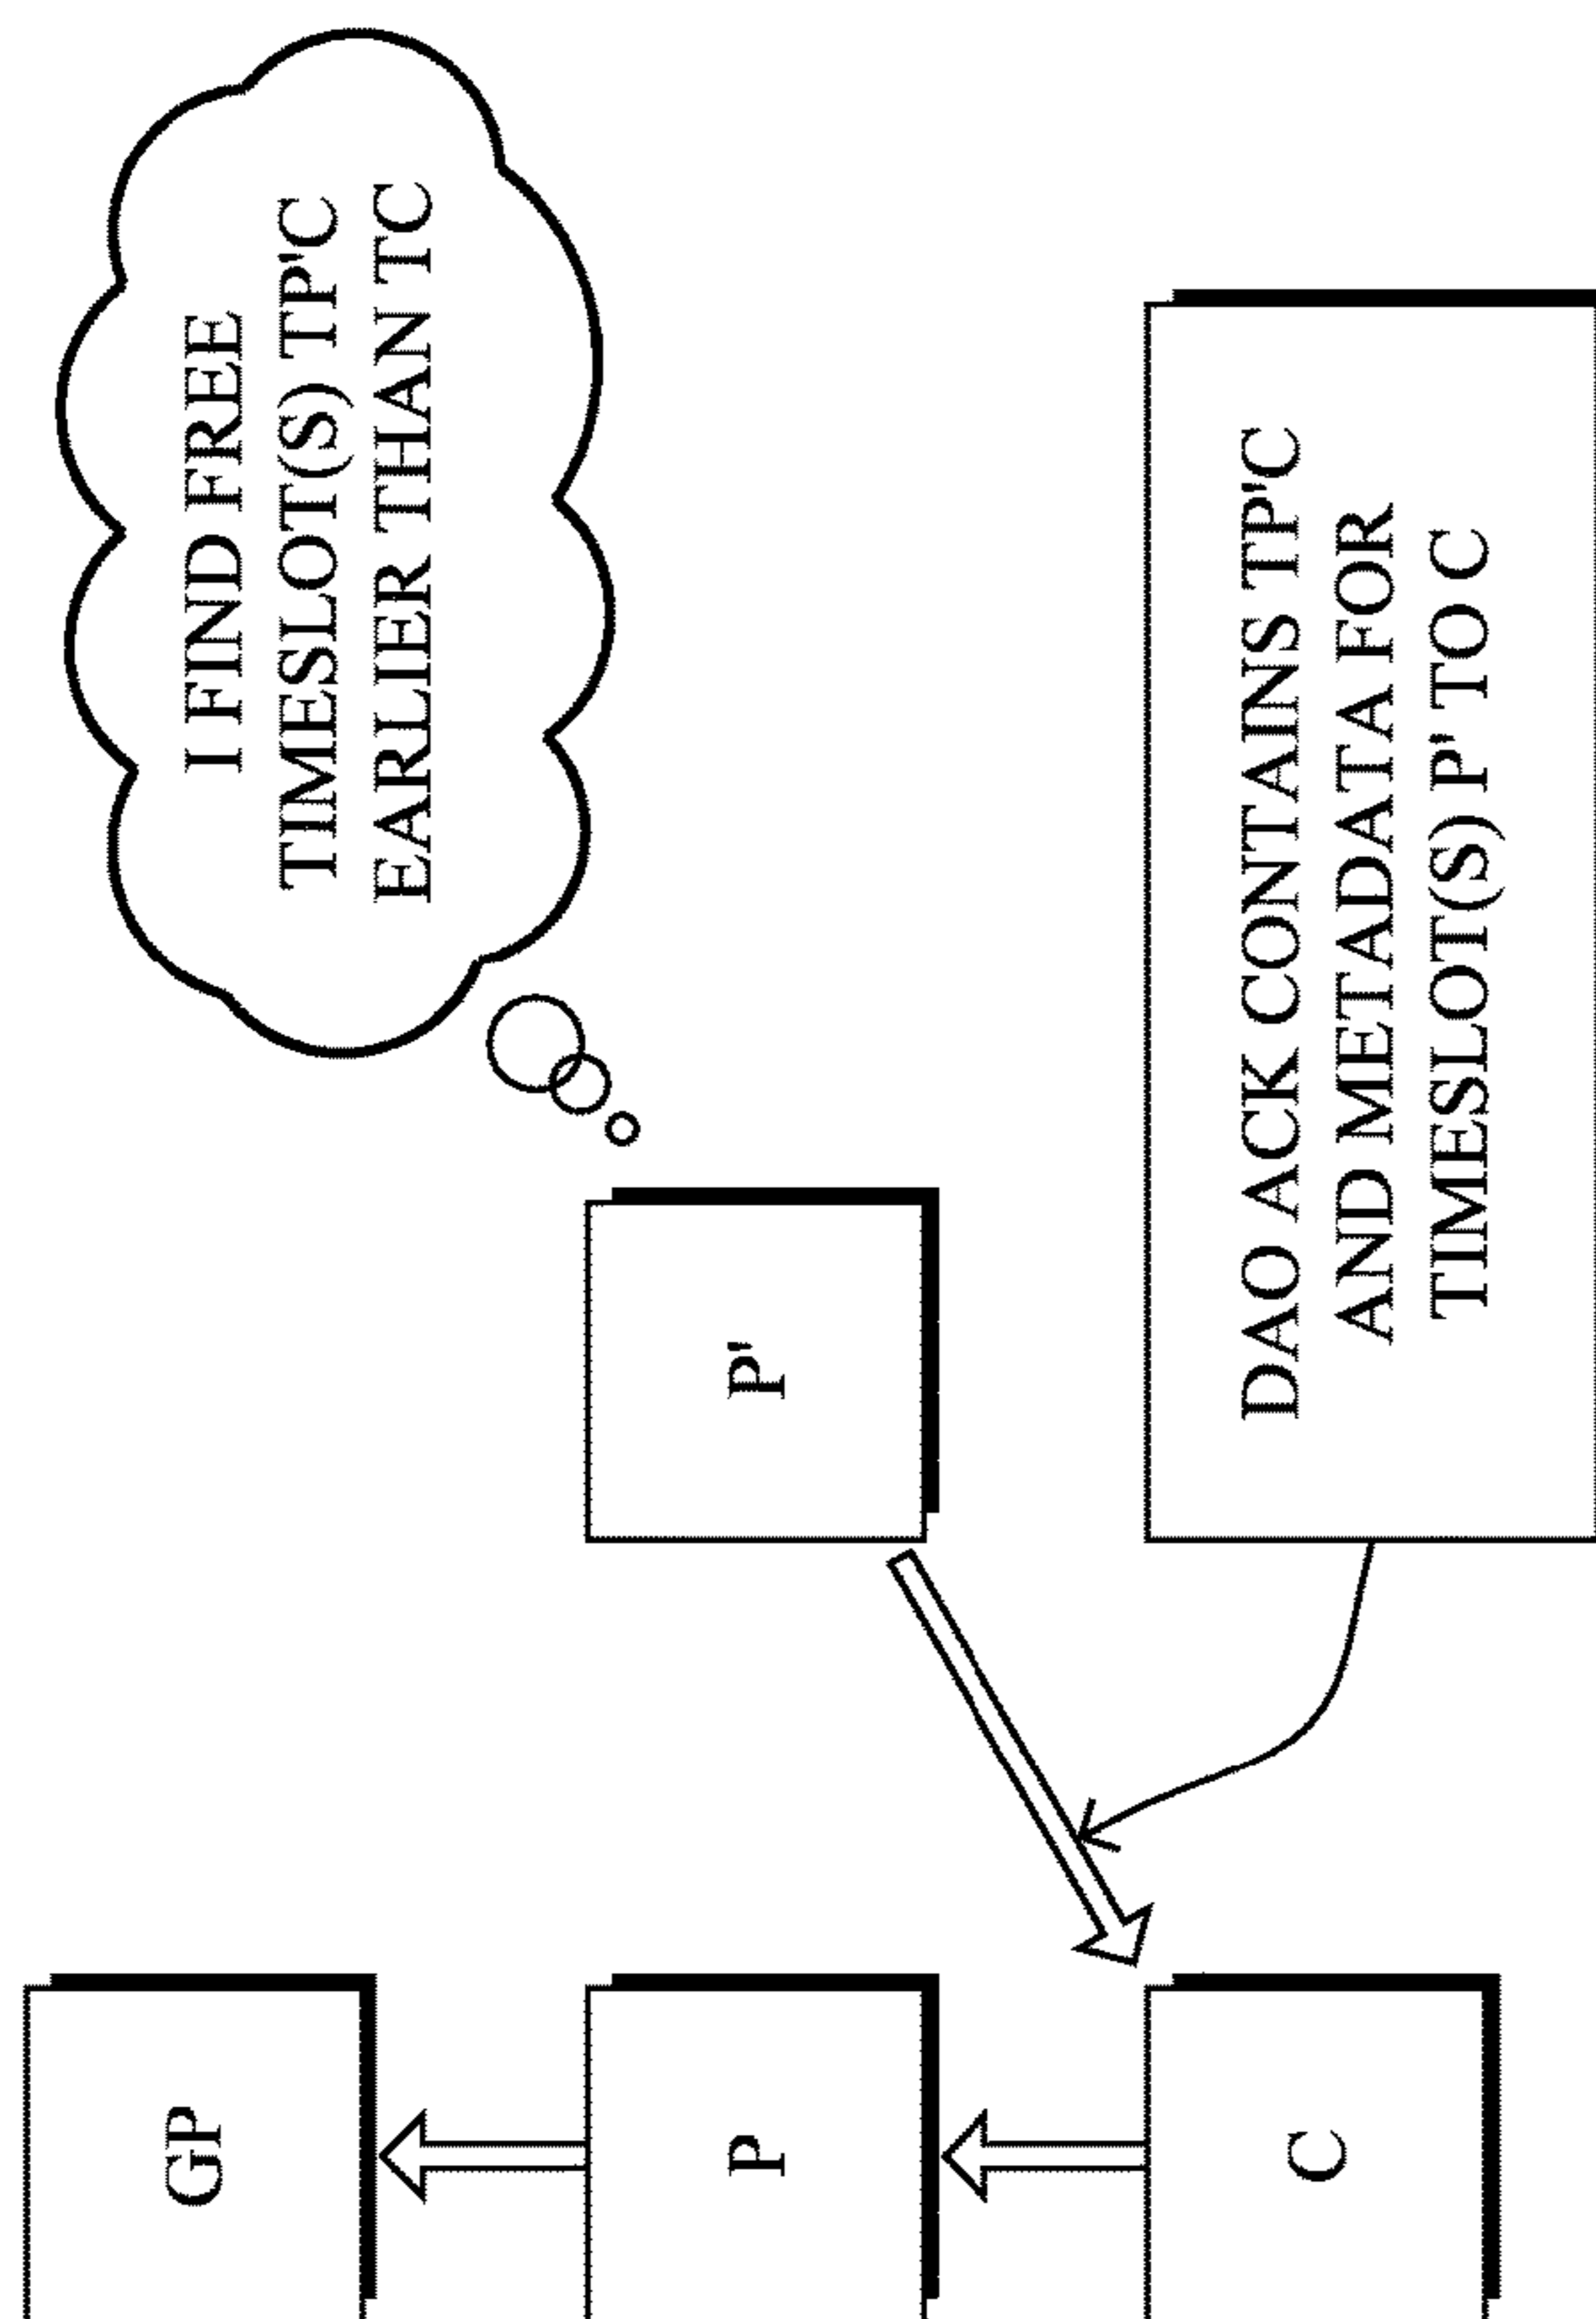 I FIND FREE
TIMESLOT(S) TP'C
EARLIER THAN TC
GP
P
P'
C
DAO ACK CONTAINS TP'C
AND METADATA FOR
TIMESLOT(S) P' TO C